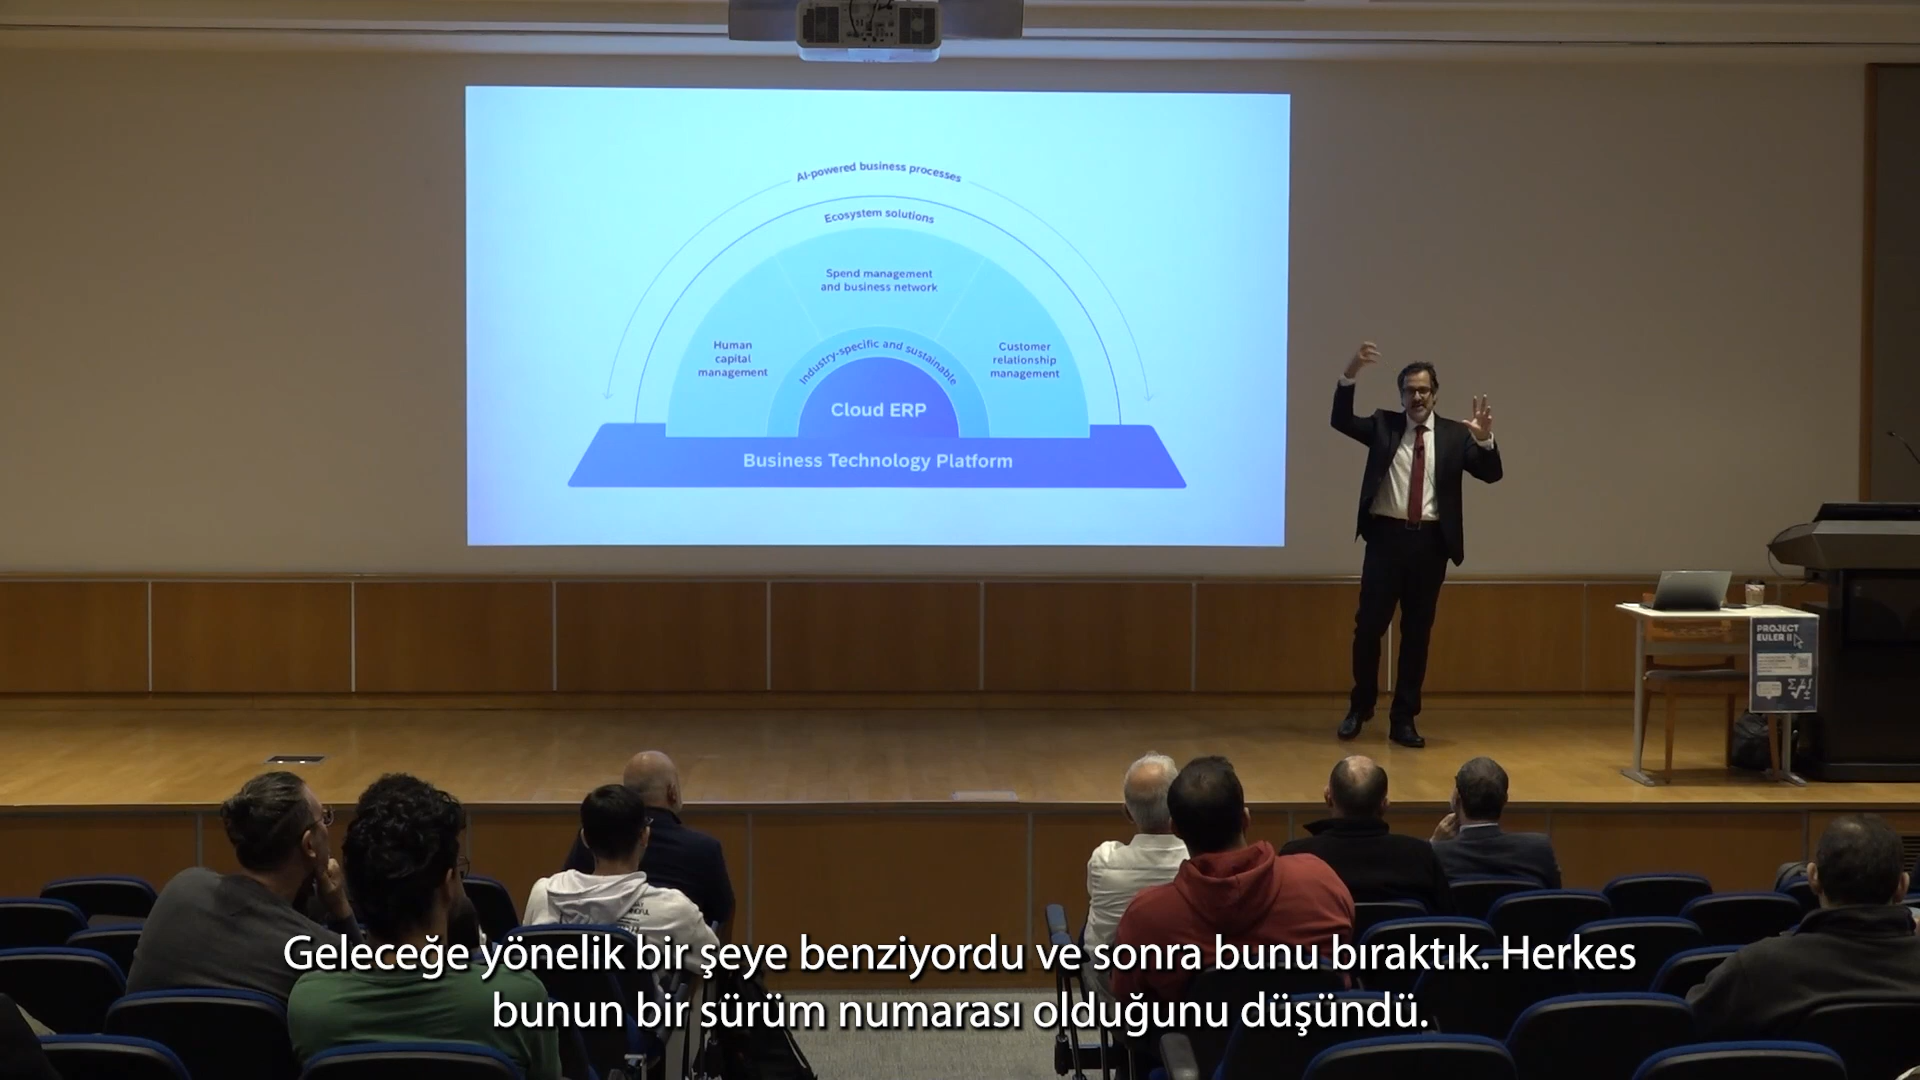 AI-powered business processes
Ecosystem solutions
Spend management
and business network
Human
capital
management
Industry-specific and sustainable
Customer
relationship
management
Cloud ERP
Business Technology Platform
PROJECT
EULER II
Geleceğe yönelik bir şeye benziyordu ve sonra bunu bıraktık. Herkes
bunun bir sürüm numarası olduğunu düşündü.